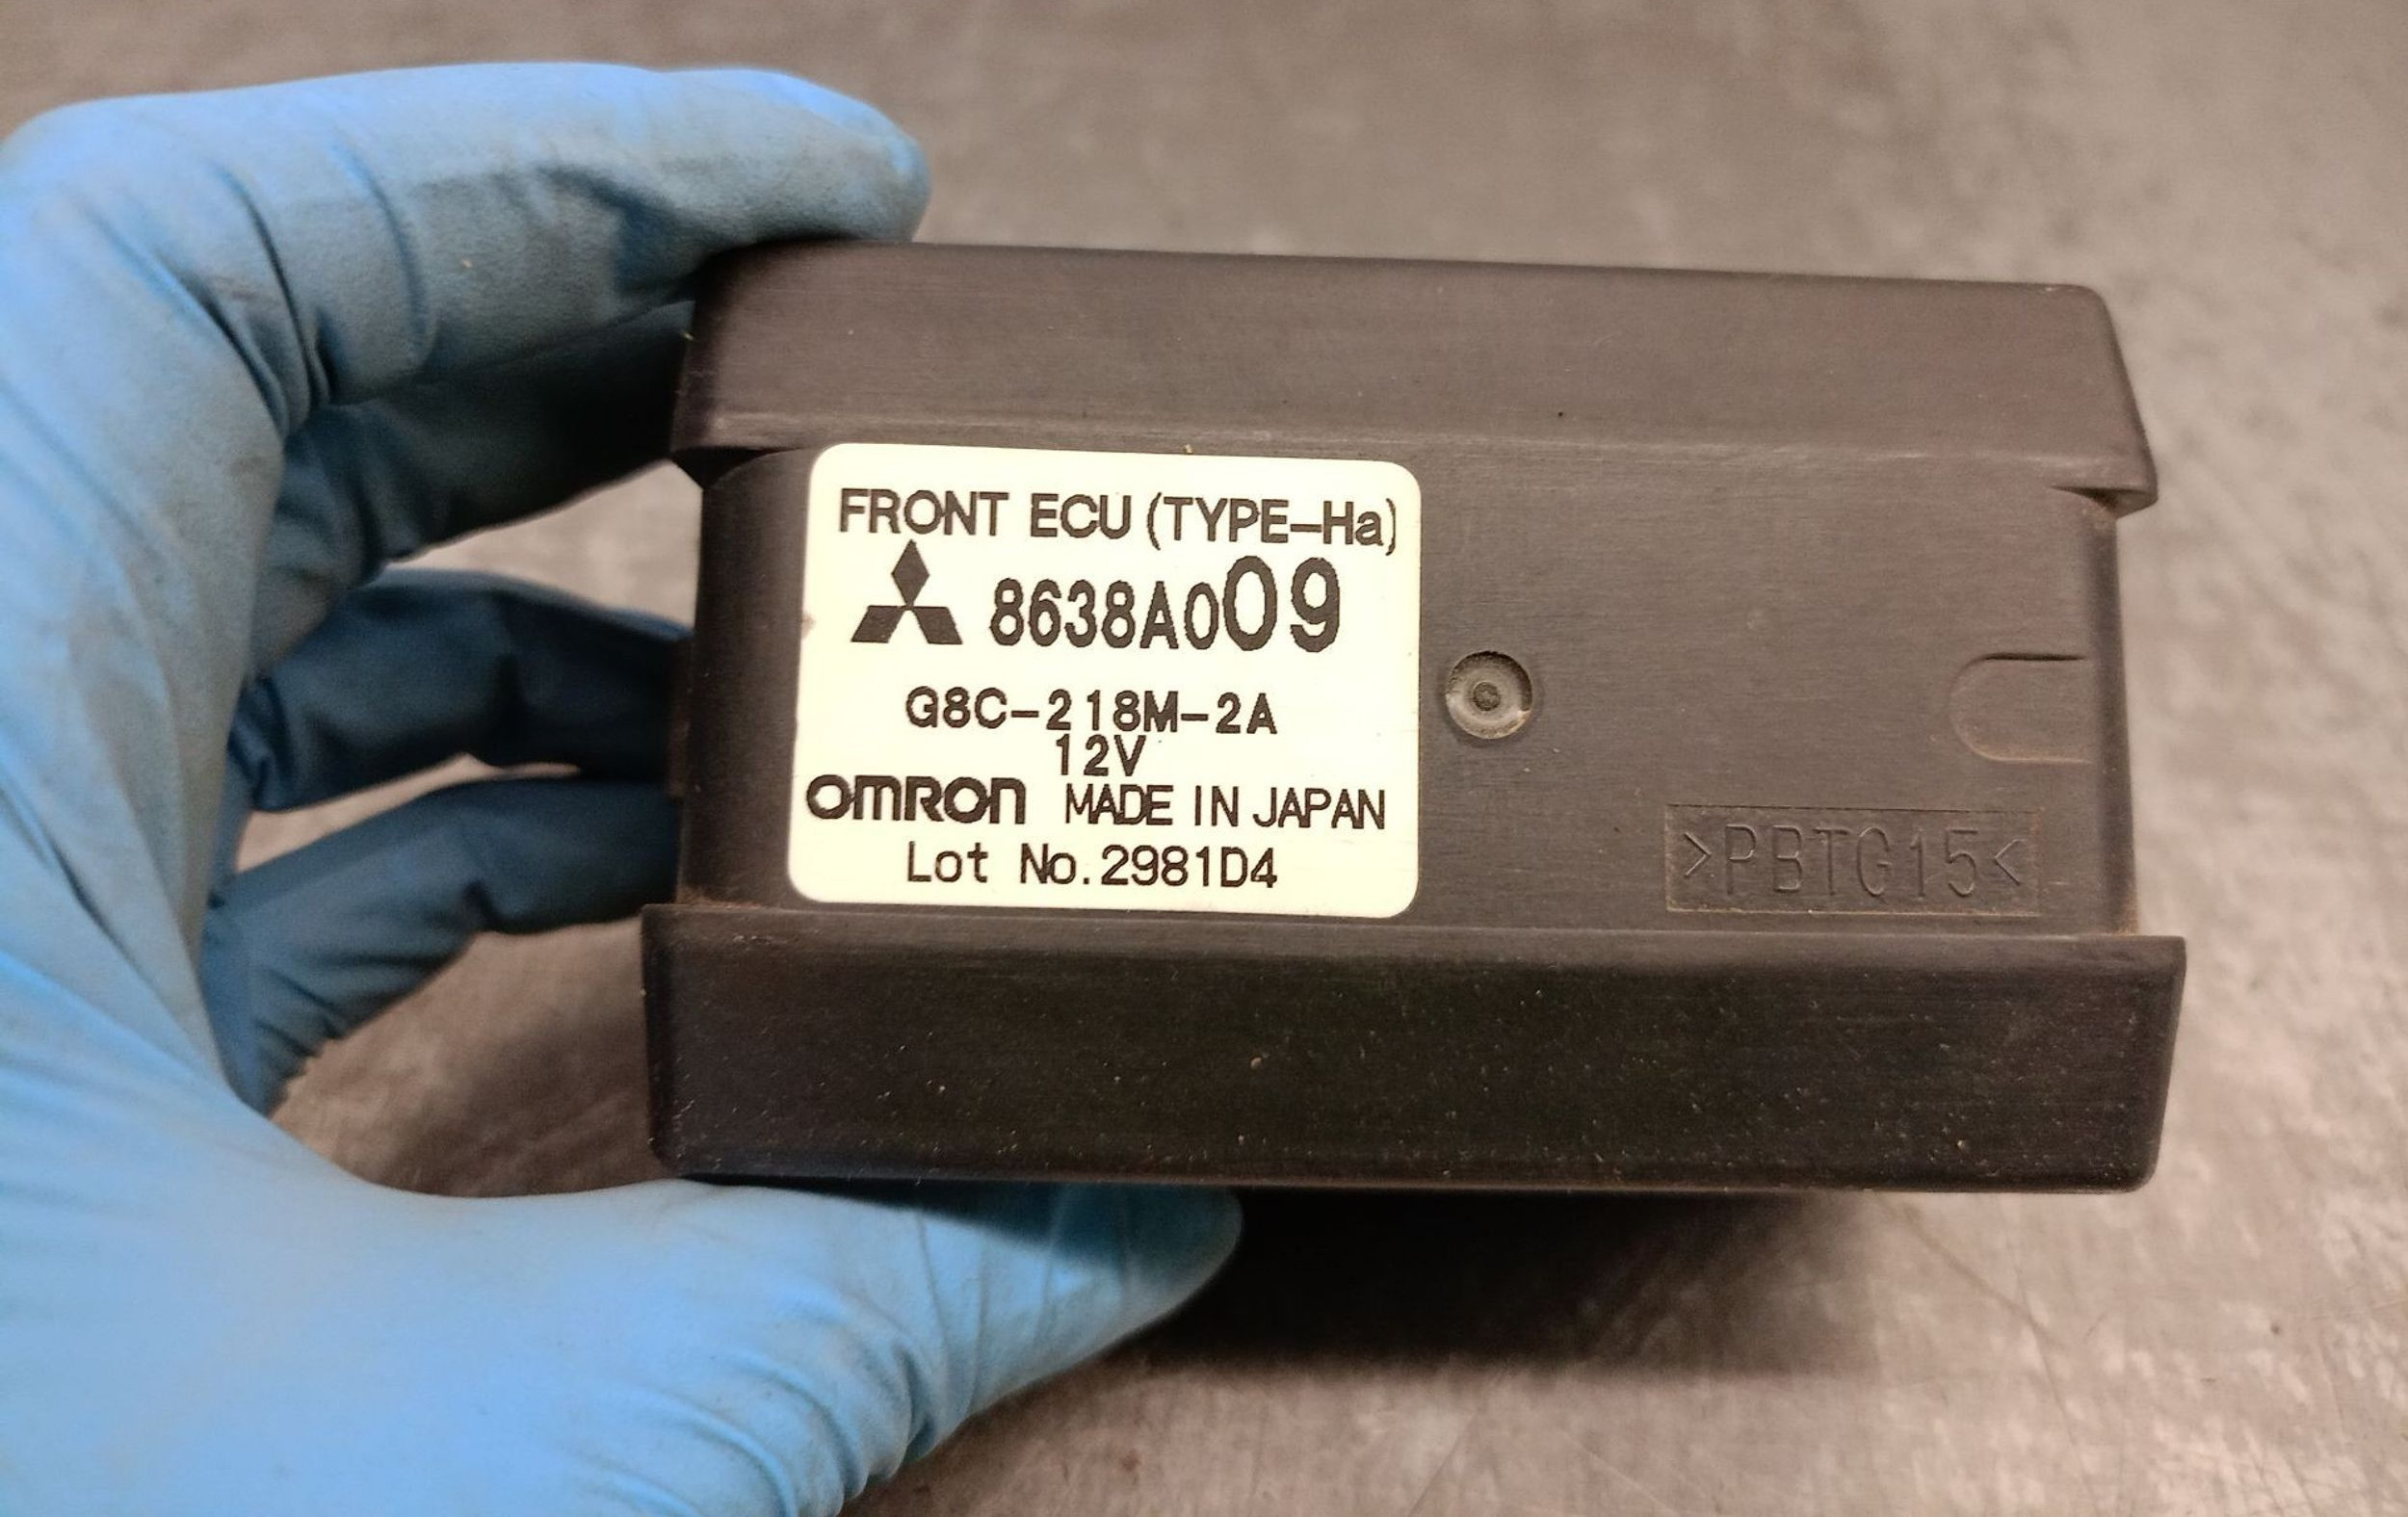 FRONT ECU (TYPE-Ha)
8638A009
G8C-218M-2A
12V
OMRON MADE IN JAPAN
Lot No.2981D4
>PBTG15<